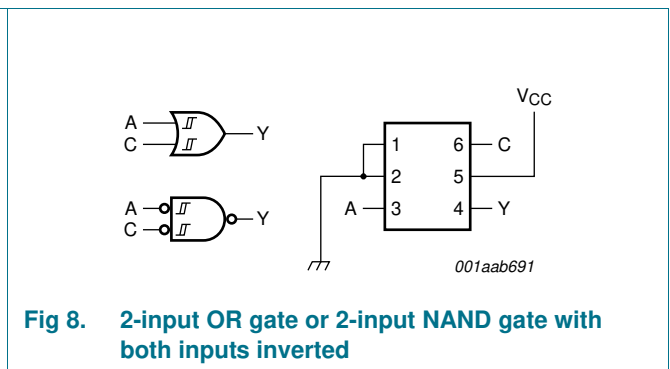 A
C
Y
A
C
Y
VCC
1
2
A 3
6 C
5
4 Y
001aab691
Fig 8. 2-input OR gate or 2-input NAND gate with
both inputs inverted